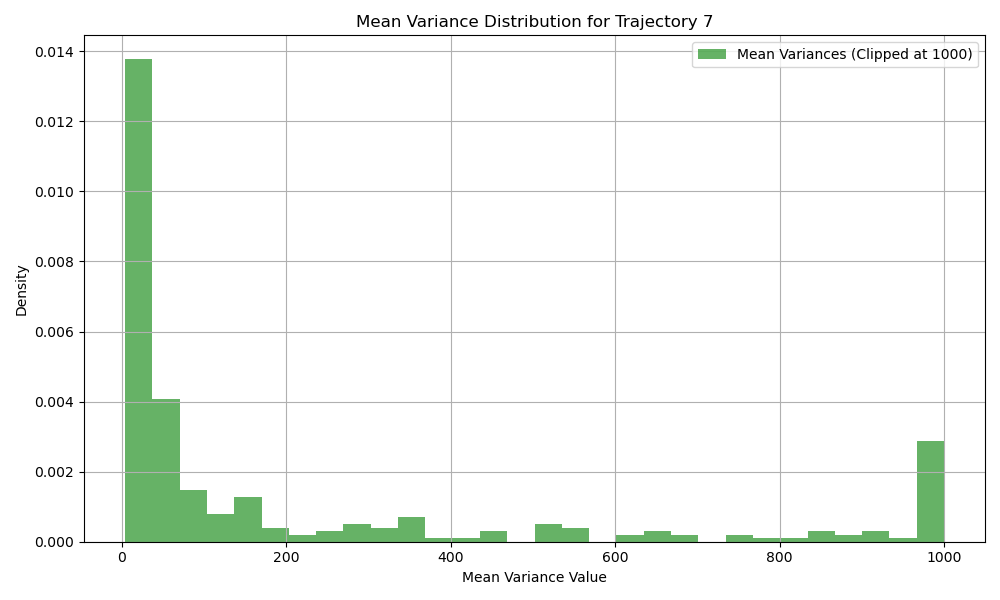 Mean Variance Distribution for Trajectory 7
Mean Variances (Clipped at 1000)
0.014
0.012
0.010
0.008
0.006
0.004
0.002
0.000
Density
0 200 400 600 800 1000
Mean Variance Value